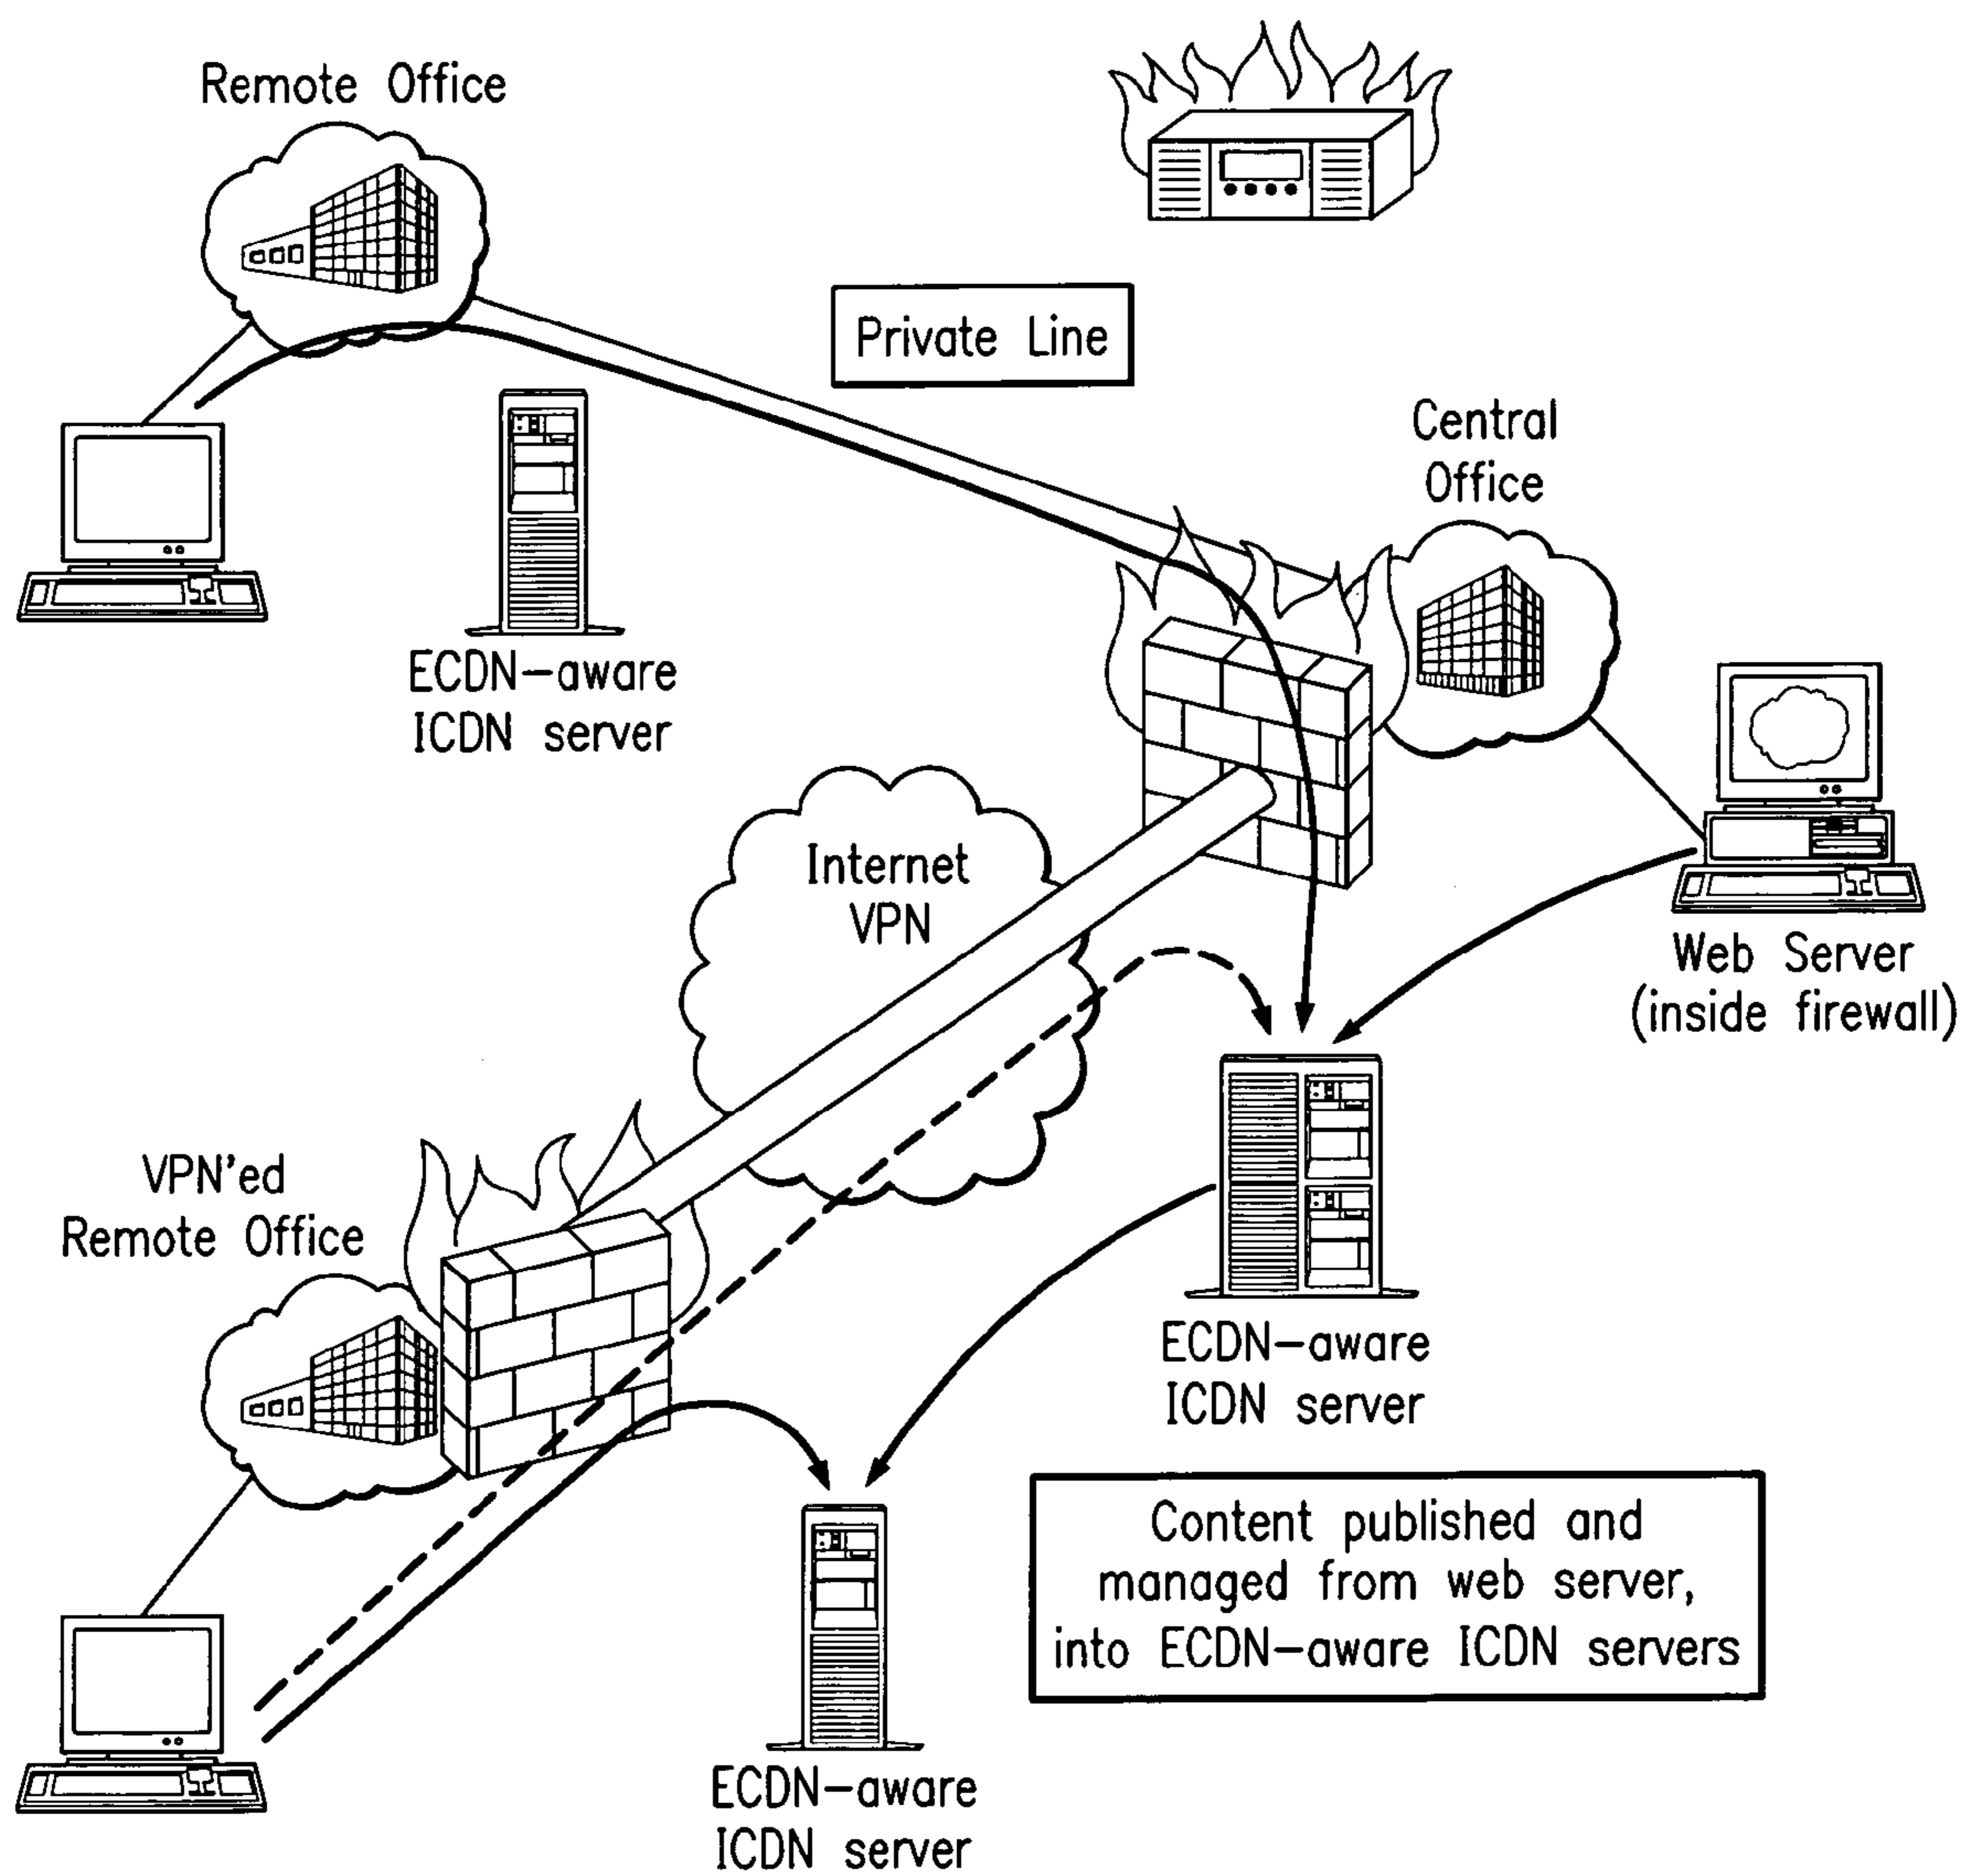 Remote Office
Private Line
Central
Office
ECDN-aware
ICDN server
Internet
VPN
Web Server
(inside firewall)
VPN'ed
Remote Office
ECDN-aware
ICDN server
Content published and
managed from web server,
into ECDN-aware ICDN servers
ECDN-aware
ICDN server